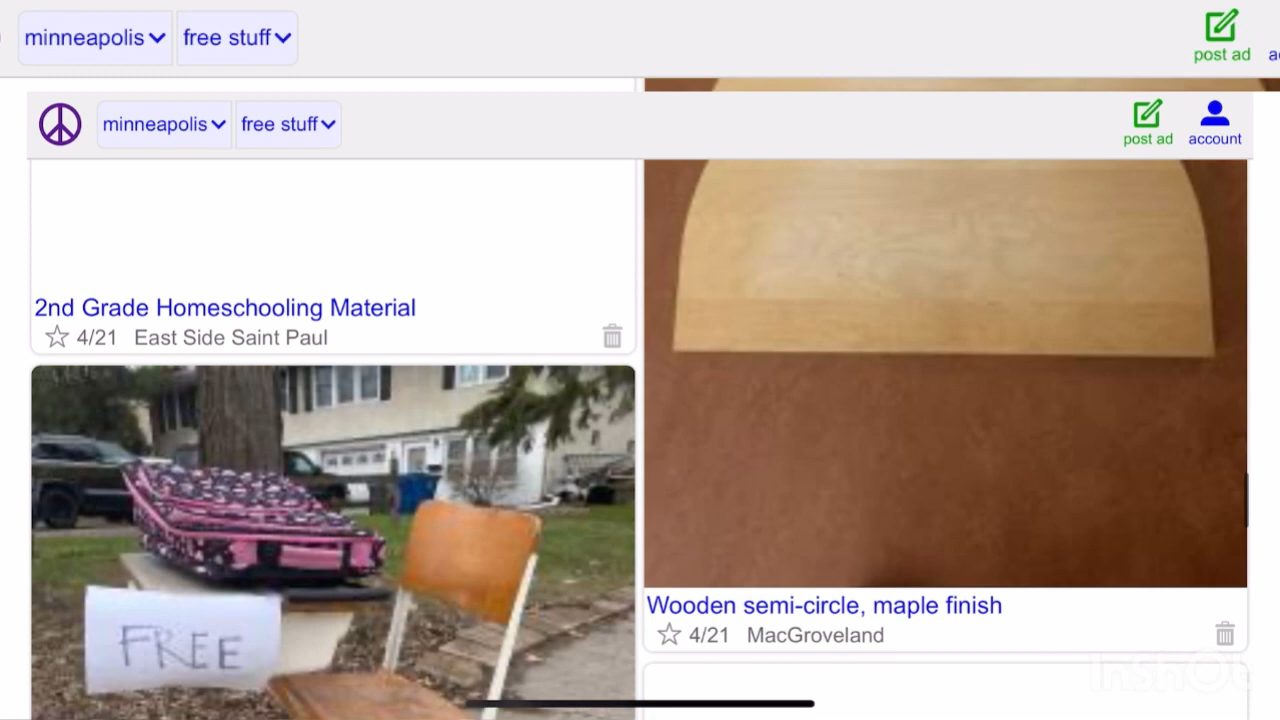 minneapolis free stuff post ad
minneapolis free stuff post ad account
2nd Grade Homeschooling Material
4/21 East Side Saint Paul
FREE
Wooden semi-circle, maple finish
4/21 MacGroveland
InShOt